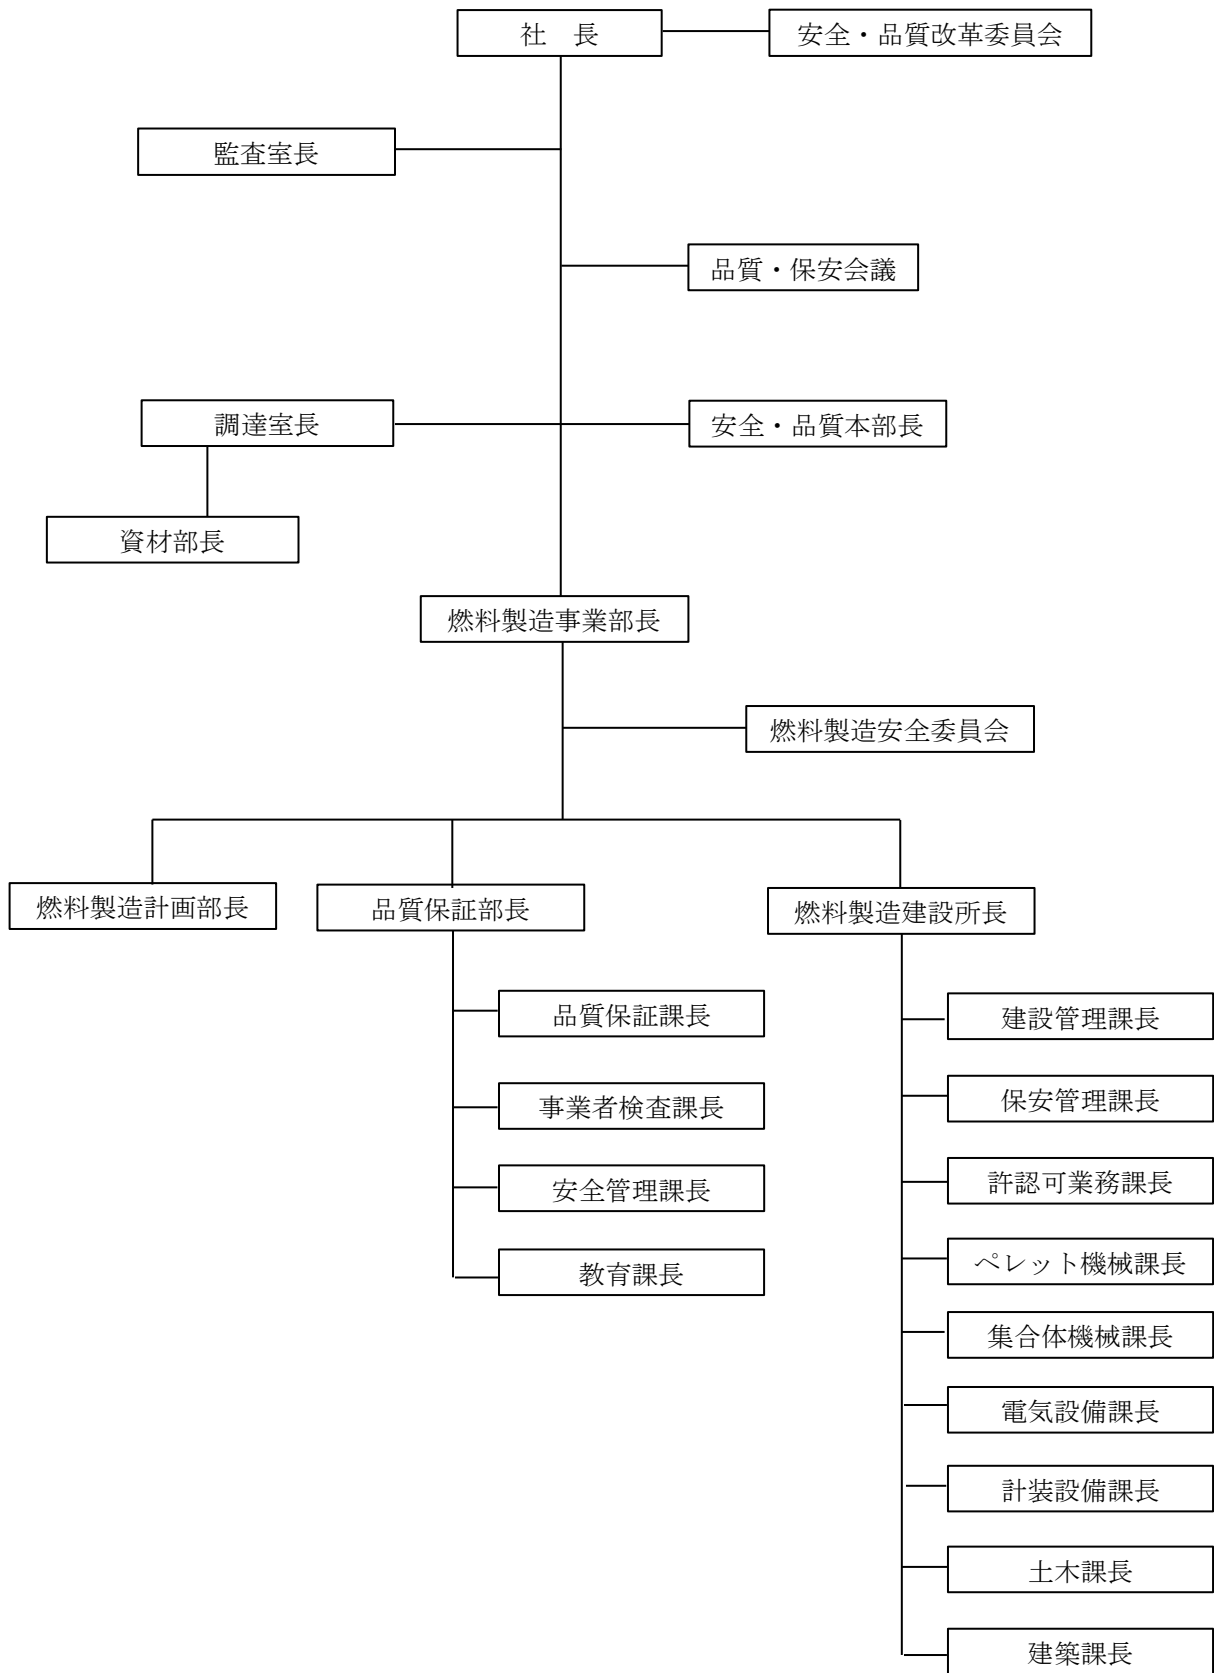 社　長
安全・品質改革委員会
監査室長
品質・保安会議
調達室長
安全・品質本部長
資材部長
燃料製造事業部長
燃料製造安全委員会
燃料製造計画部長
品質保証部長
燃料製造建設所長
品質保証課長
事業者検査課長
安全管理課長
教育課長
建設管理課長
保安管理課長
許認可業務課長
ペレット機械課長
集合体機械課長
電気設備課長
計装設備課長
土木課長
建築課長